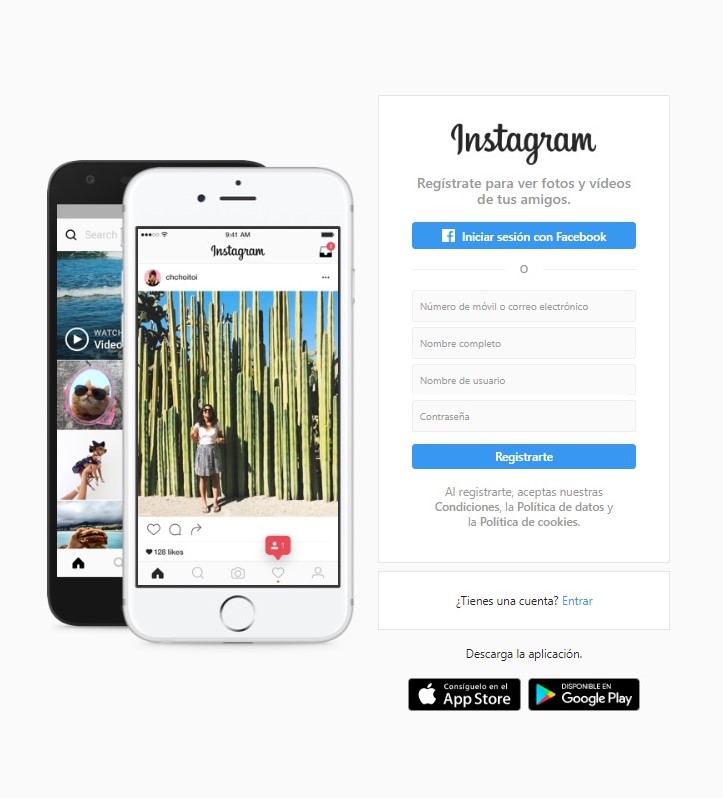 Search
WATCH
Video
9:41 AM
Instagram
1
chchoitoi
128 likes
1
Instagram
Regístrate para ver fotos y vídeos
de tus amigos.
Iniciar sesión con Facebook
O
Número de móvil o correo electrónico
Nombre completo
Nombre de usuario
Contraseña
Registrarte
Al registrarte, aceptas nuestras
Condiciones, la Política de datos y
la Política de cookies.
¿Tienes una cuenta? Entrar
Descarga la aplicación.
Consíguelo en el
App Store
DISPONIBLE EN
Google Play